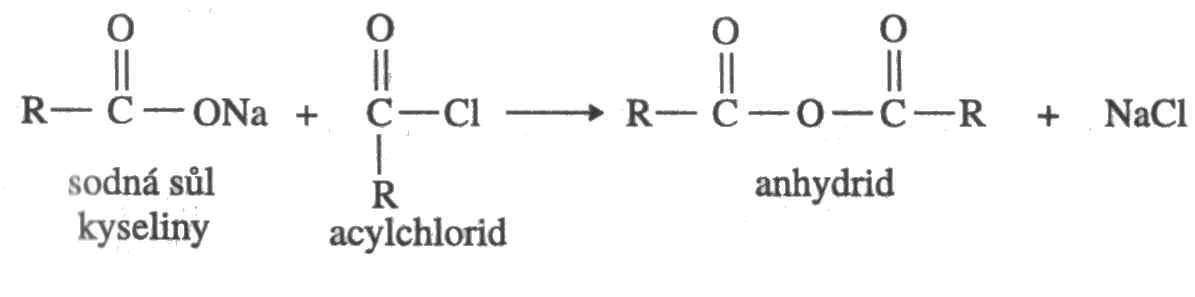 O O O O
R— C —ONa + C—Cl ⟶ R— C —O—C—R + NaCl
R
sodná sůl anhydrid
kyseliny acylchlorid